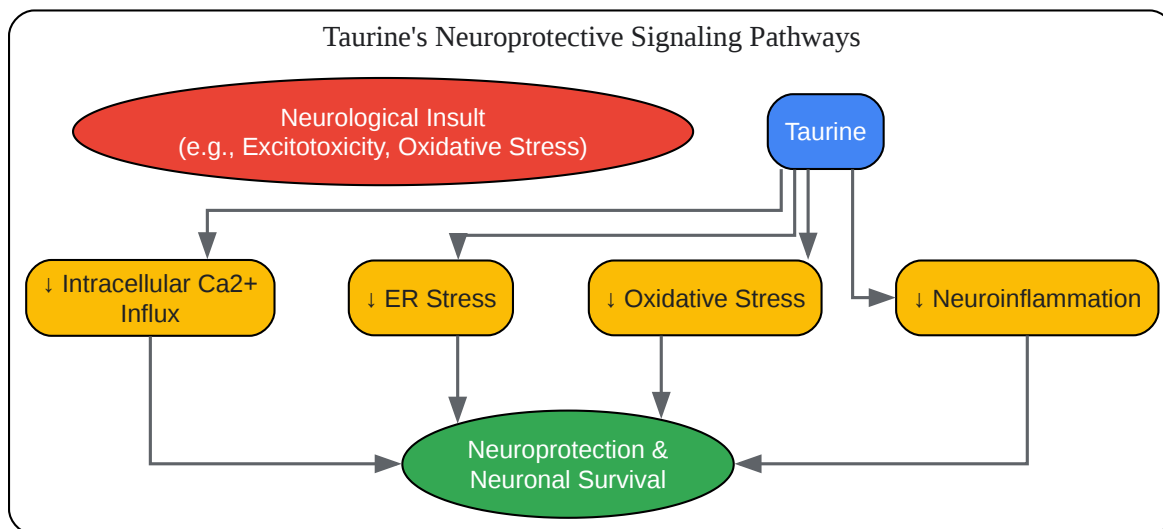 Taurine's Neuroprotective Signaling Pathways
Neurological Insult
(e.g., Excitotoxicity, Oxidative Stress)
Taurine
↓ Intracellular Ca2+
Influx
↓ ER Stress
↓ Oxidative Stress
↓ Neuroinflammation
Neuroprotection &
Neuronal Survival